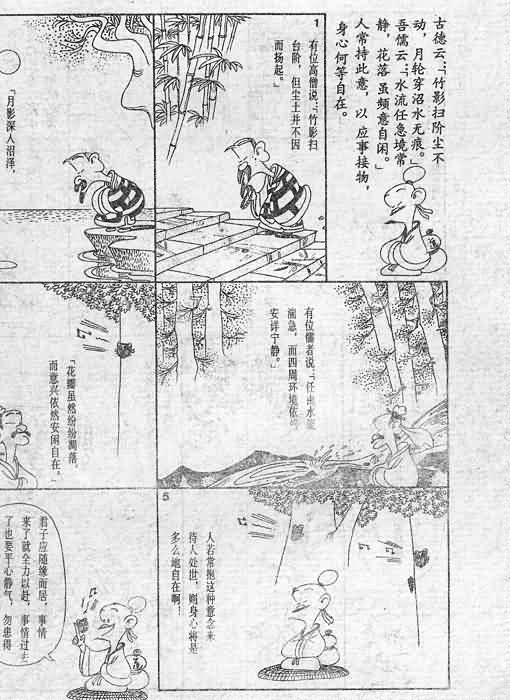 古德云：「竹影扫阶尘不
动，月轮穿沼水无痕。」
吾儒云：「水流任急境常
静，花落虽频意自闲。」
人常持此意，以应事接物，
身心何等自在。
1
有位高僧说：「竹影扫
台阶，但尘土并不因
而扬起。」
「月影深入沼泽，
有位儒者说：「任由水流
湍急，而四周环境依
安详宁静。」
「花瓣虽然纷纷凋落，
而意兴依然安闲自在。」
5
人若常抱这种意念来
待人处世，则身心将是
多么地自在啊！
君子应随缘而居，事情
来了就全力以赴，事情过去
了也要平心静气，勿患得